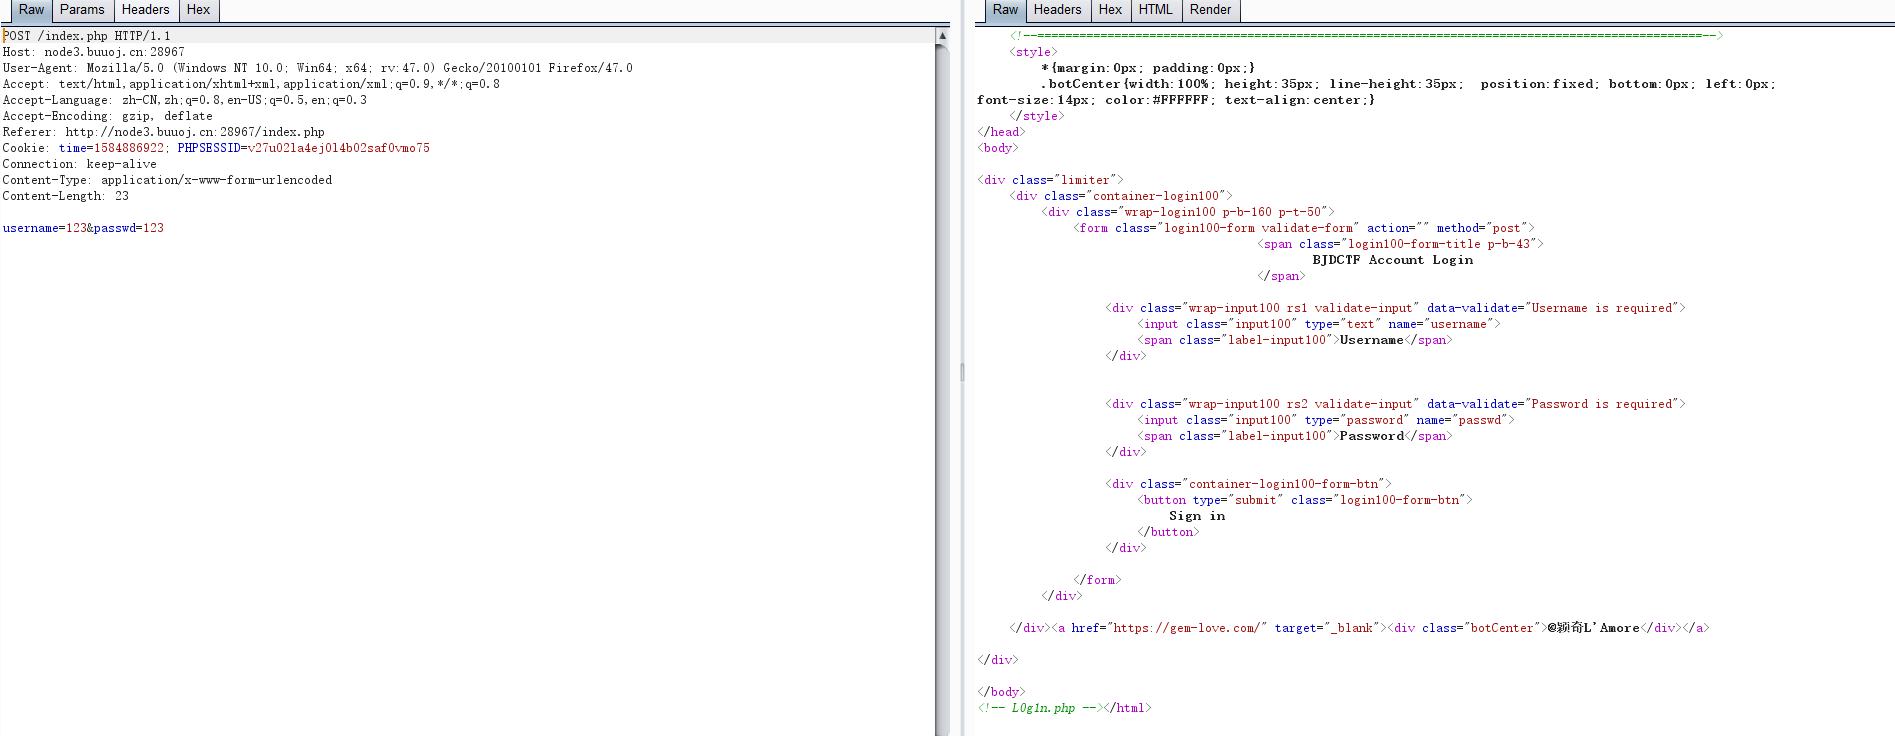 Raw Params Headers Hex
POST /index.php HTTP/1.1
Host: node3.buuoj.cn:28967
User-Agent: Mozilla/5.0 (Windows NT 10.0; Win64; x64; rv:47.0) Gecko/20100101 Firefox/47.0
Accept: text/html,application/xhtml+xml,application/xml;q=0.9,*/*;q=0.8
Accept-Language: zh-CN,zh;q=0.8,en-US;q=0.5,en;q=0.3
Accept-Encoding: gzip, deflate
Referer: http://node3.buuoj.cn:28967/index.php
Cookie: time=1584886922; PHPSESSID=v27u02la4ej0l4b02saf0vmo75
Connection: keep-alive
Content-Type: application/x-www-form-urlencoded
Content-Length: 23
username=123&passwd=123
Raw Headers Hex HTML Render
<!--===============================================================================================-->
<style>
*{margin:0px; padding:0px;}
.botCenter{width:100%; height:35px; line-height:35px;  position:fixed; bottom:0px; left:0px;
font-size:14px; color:#FFFFFF; text-align:center;}
</style>
</head>
<body>
<div class="limiter">
<div class="container-login100">
<div class="wrap-login100 p-b-160 p-t-50">
<form class="login100-form validate-form" action="" method="post">
<span class="login100-form-title p-b-43">
BJDCTF Account Login
</span>
<div class="wrap-input100 rs1 validate-input" data-validate="Username is required">
<input class="input100" type="text" name="username">
<span class="label-input100">Username</span>
</div>
<div class="wrap-input100 rs2 validate-input" data-validate="Password is required">
<input class="input100" type="password" name="passwd">
<span class="label-input100">Password</span>
</div>
<div class="container-login100-form-btn">
<button type="submit" class="login100-form-btn">
Sign in
</button>
</div>
</form>
</div>
</div><a href="https://gem-love.com/" target="_blank"><div class="botCenter">@颖奇L'Amore</div></a>
</div>
</body>
<!-- L0g1n.php --></html>